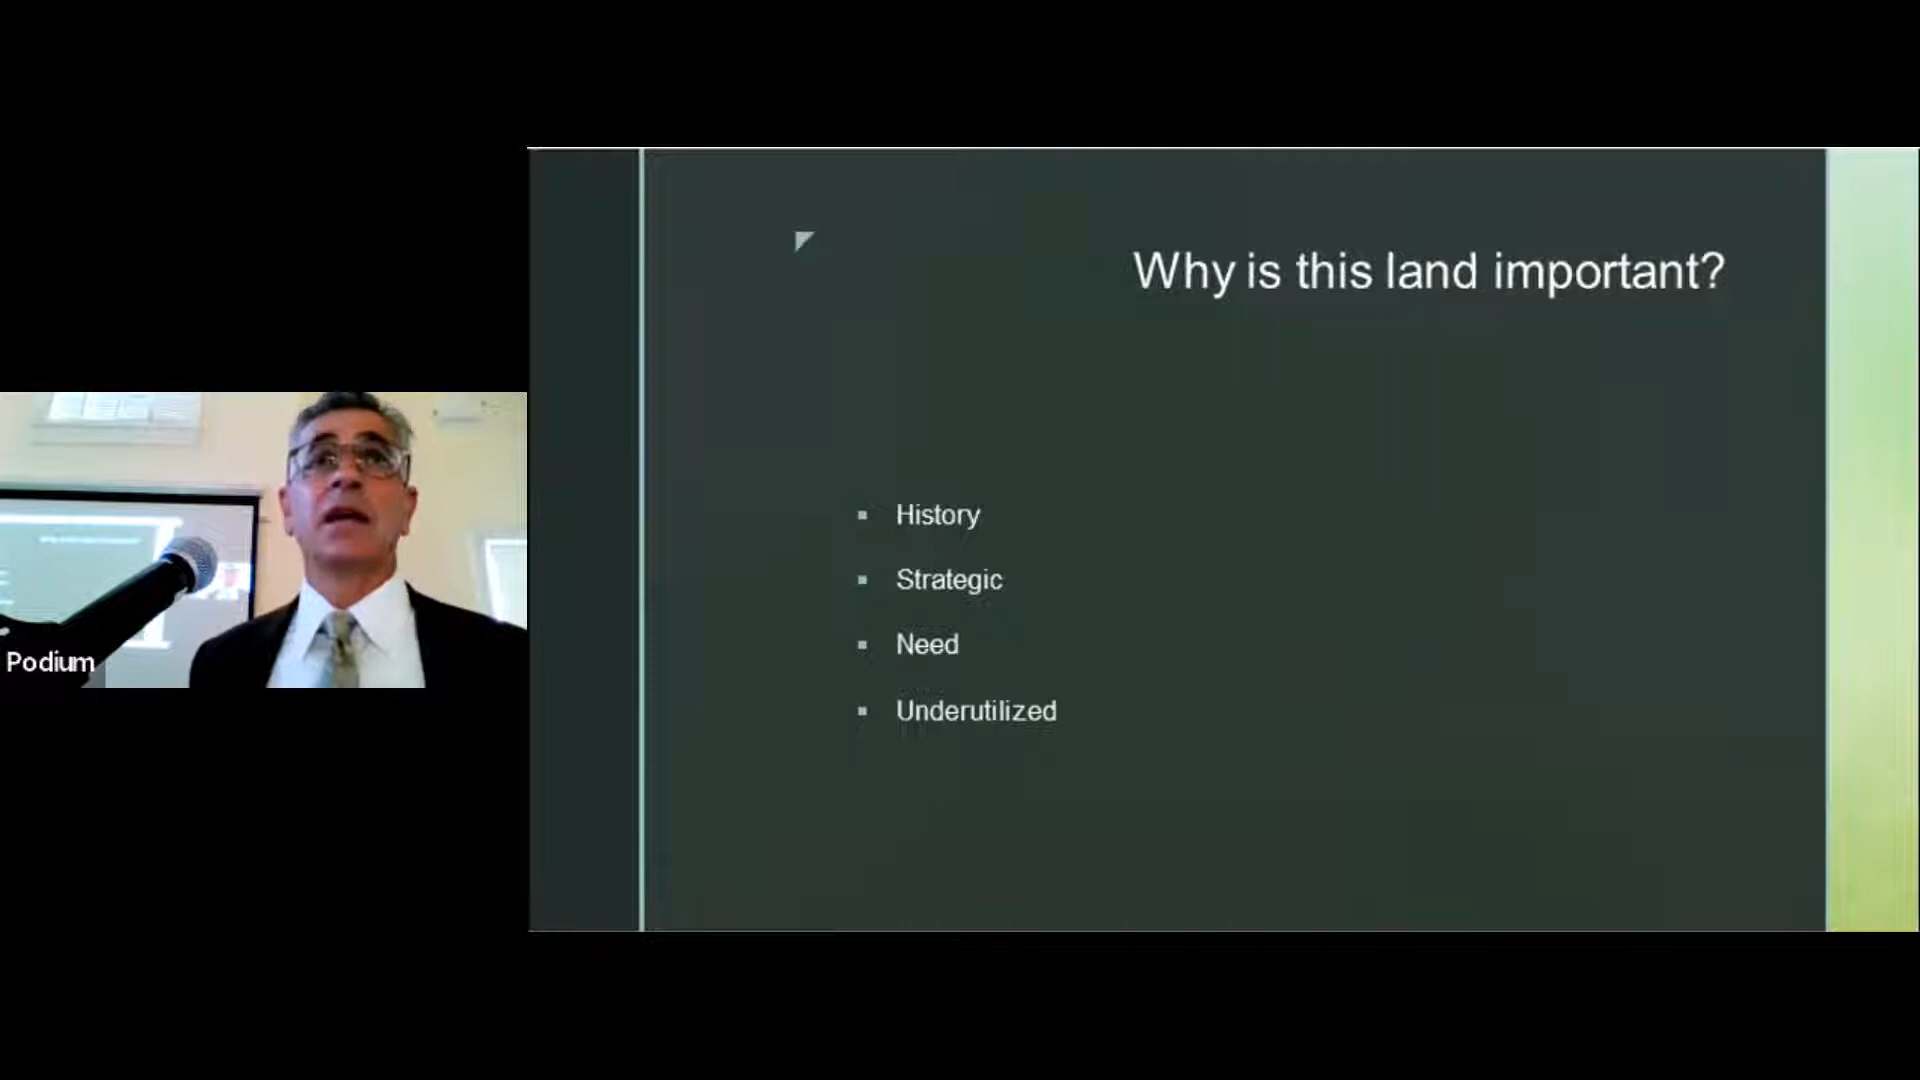 Why is this land important?
History
Strategic
Need
Underutilized
Podium